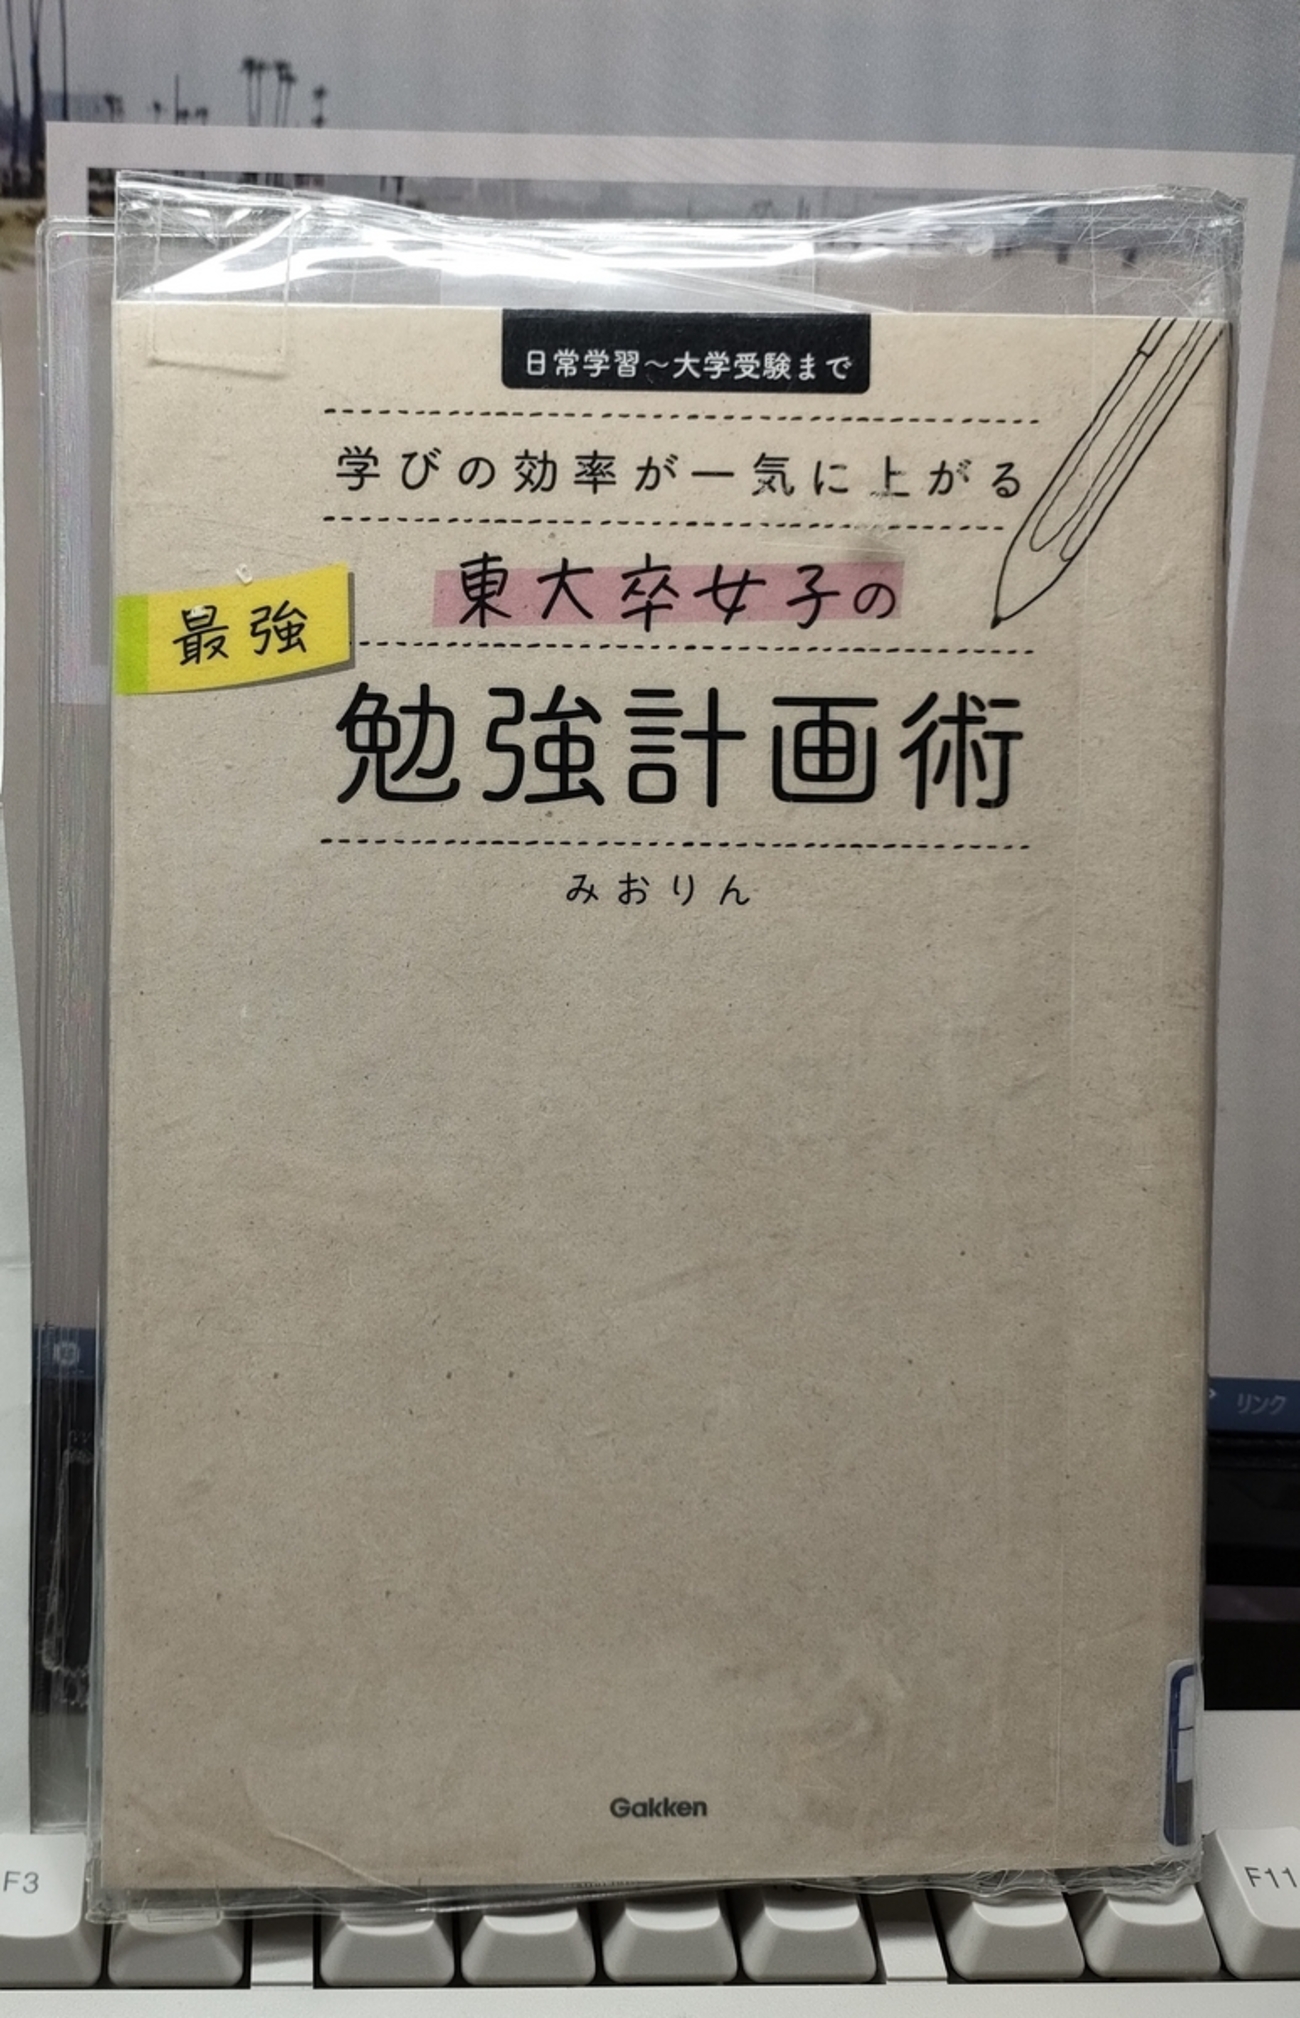 日常学習〜大学受験まで
学びの効率が一気に上がる
東大卒女子の
最強
勉強計画術
みおりん
リンク
Gakken
F3
F11